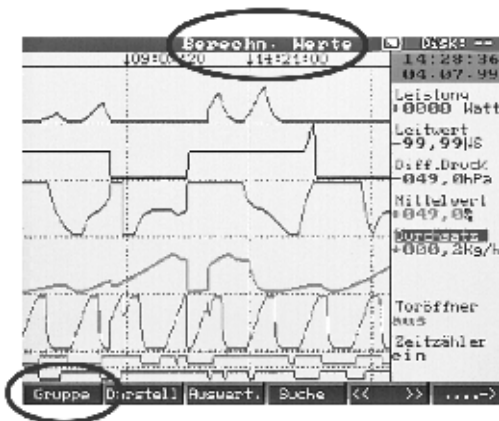 Berechn. Werte Disk: --
↓09:00:20 ↓14:21:00 14:28:36
04.07.99
Leistung
+0000 Watt
Leitwert
-99,99µS
Diff.Druck
-049,0hPa
Mittelwert
+049,0%
Durchsatz
+000,2kg/h
Toröffner
aus
Zeitzähler
ein
Gruppe Darstell Auswert. Suche << >> ....->